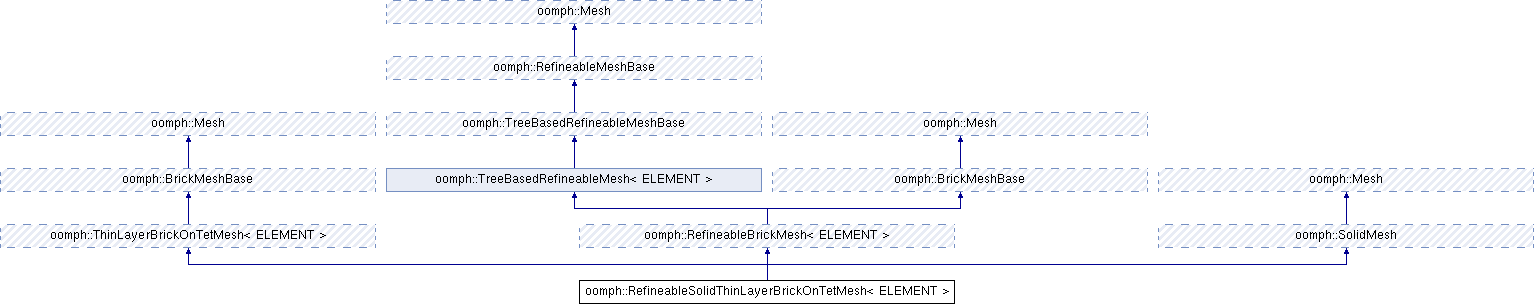 oomph::Mesh
oomph::RefineableMeshBase
oomph::Mesh
oomph::TreeBasedRefineableMeshBase
oomph::Mesh
oomph::BrickMeshBase
oomph::TreeBasedRefineableMesh< ELEMENT >
oomph::BrickMeshBase
oomph::Mesh
oomph::ThinLayerBrickOnTetMesh< ELEMENT >
oomph::RefineableBrickMesh< ELEMENT >
oomph::SolidMesh
oomph::RefineableSolidThinLayerBrickOnTetMesh< ELEMENT >